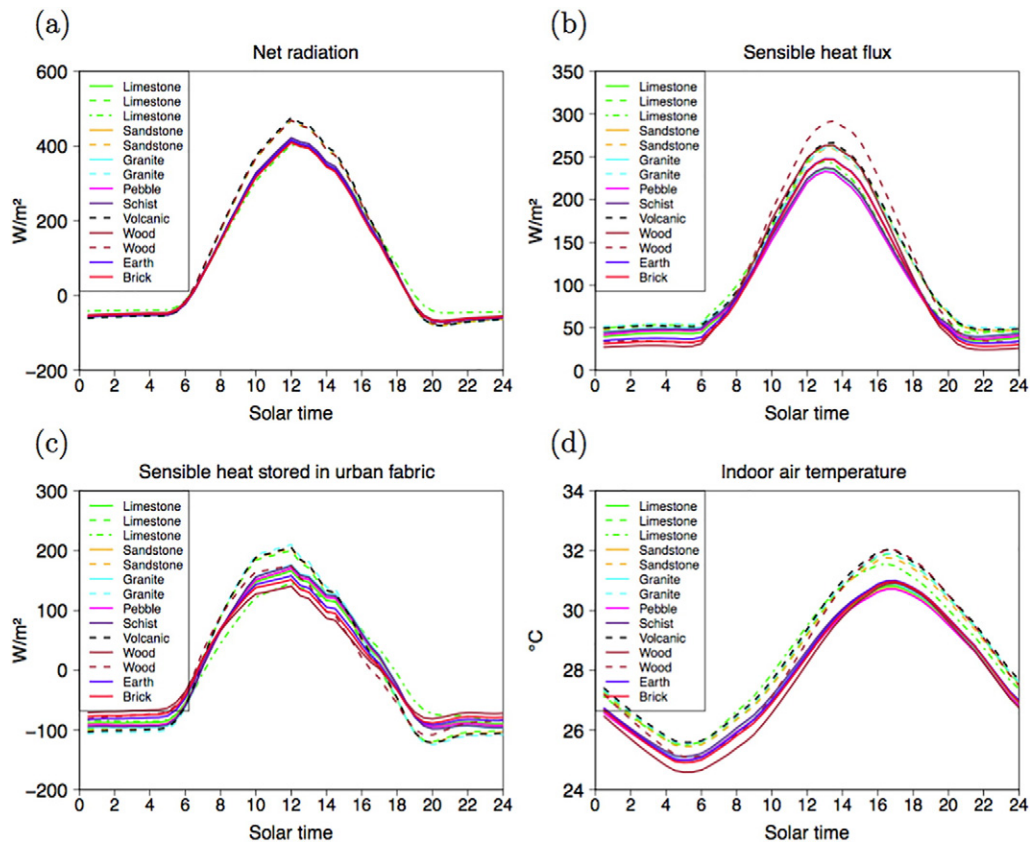 (a)
Net radiation
600
400
200
0
−200
W/m²
Limestone
Limestone
Limestone
Sandstone
Sandstone
Granite
Granite
Pebble
Schist
Volcanic
Wood
Wood
Earth
Brick
0 2 4 6 8 10 12 14 16 18 20 22 24
Solar time
(b)
Sensible heat flux
350
300
250
200
150
100
50
0
W/m²
Limestone
Limestone
Limestone
Sandstone
Sandstone
Granite
Granite
Pebble
Schist
Volcanic
Wood
Wood
Earth
Brick
0 2 4 6 8 10 12 14 16 18 20 22 24
Solar time
(c)
Sensible heat stored in urban fabric
300
200
100
0
−100
−200
W/m²
Limestone
Limestone
Limestone
Sandstone
Sandstone
Granite
Granite
Pebble
Schist
Volcanic
Wood
Wood
Earth
Brick
0 2 4 6 8 10 12 14 16 18 20 22 24
Solar time
(d)
Indoor air temperature
34
32
30
28
26
24
°C
Limestone
Limestone
Limestone
Sandstone
Sandstone
Granite
Granite
Pebble
Schist
Volcanic
Wood
Wood
Earth
Brick
0 2 4 6 8 10 12 14 16 18 20 22 24
Solar time